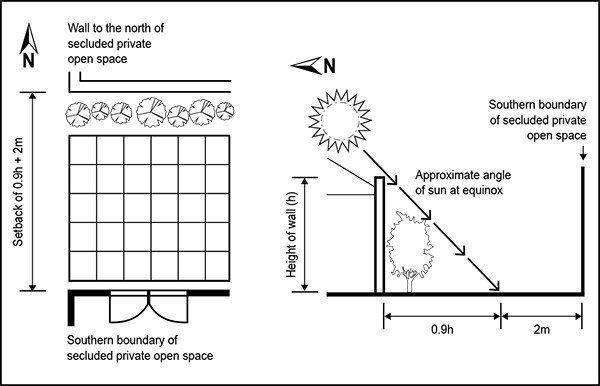 Wall to the north of
secluded private
open space
N
Setback of 0.9h + 2m
Southern boundary of
secluded private open space
N
Southern boundary
of secluded private
open space
Approximate angle
of sun at equinox
Height of wall (h)
0.9h
2m